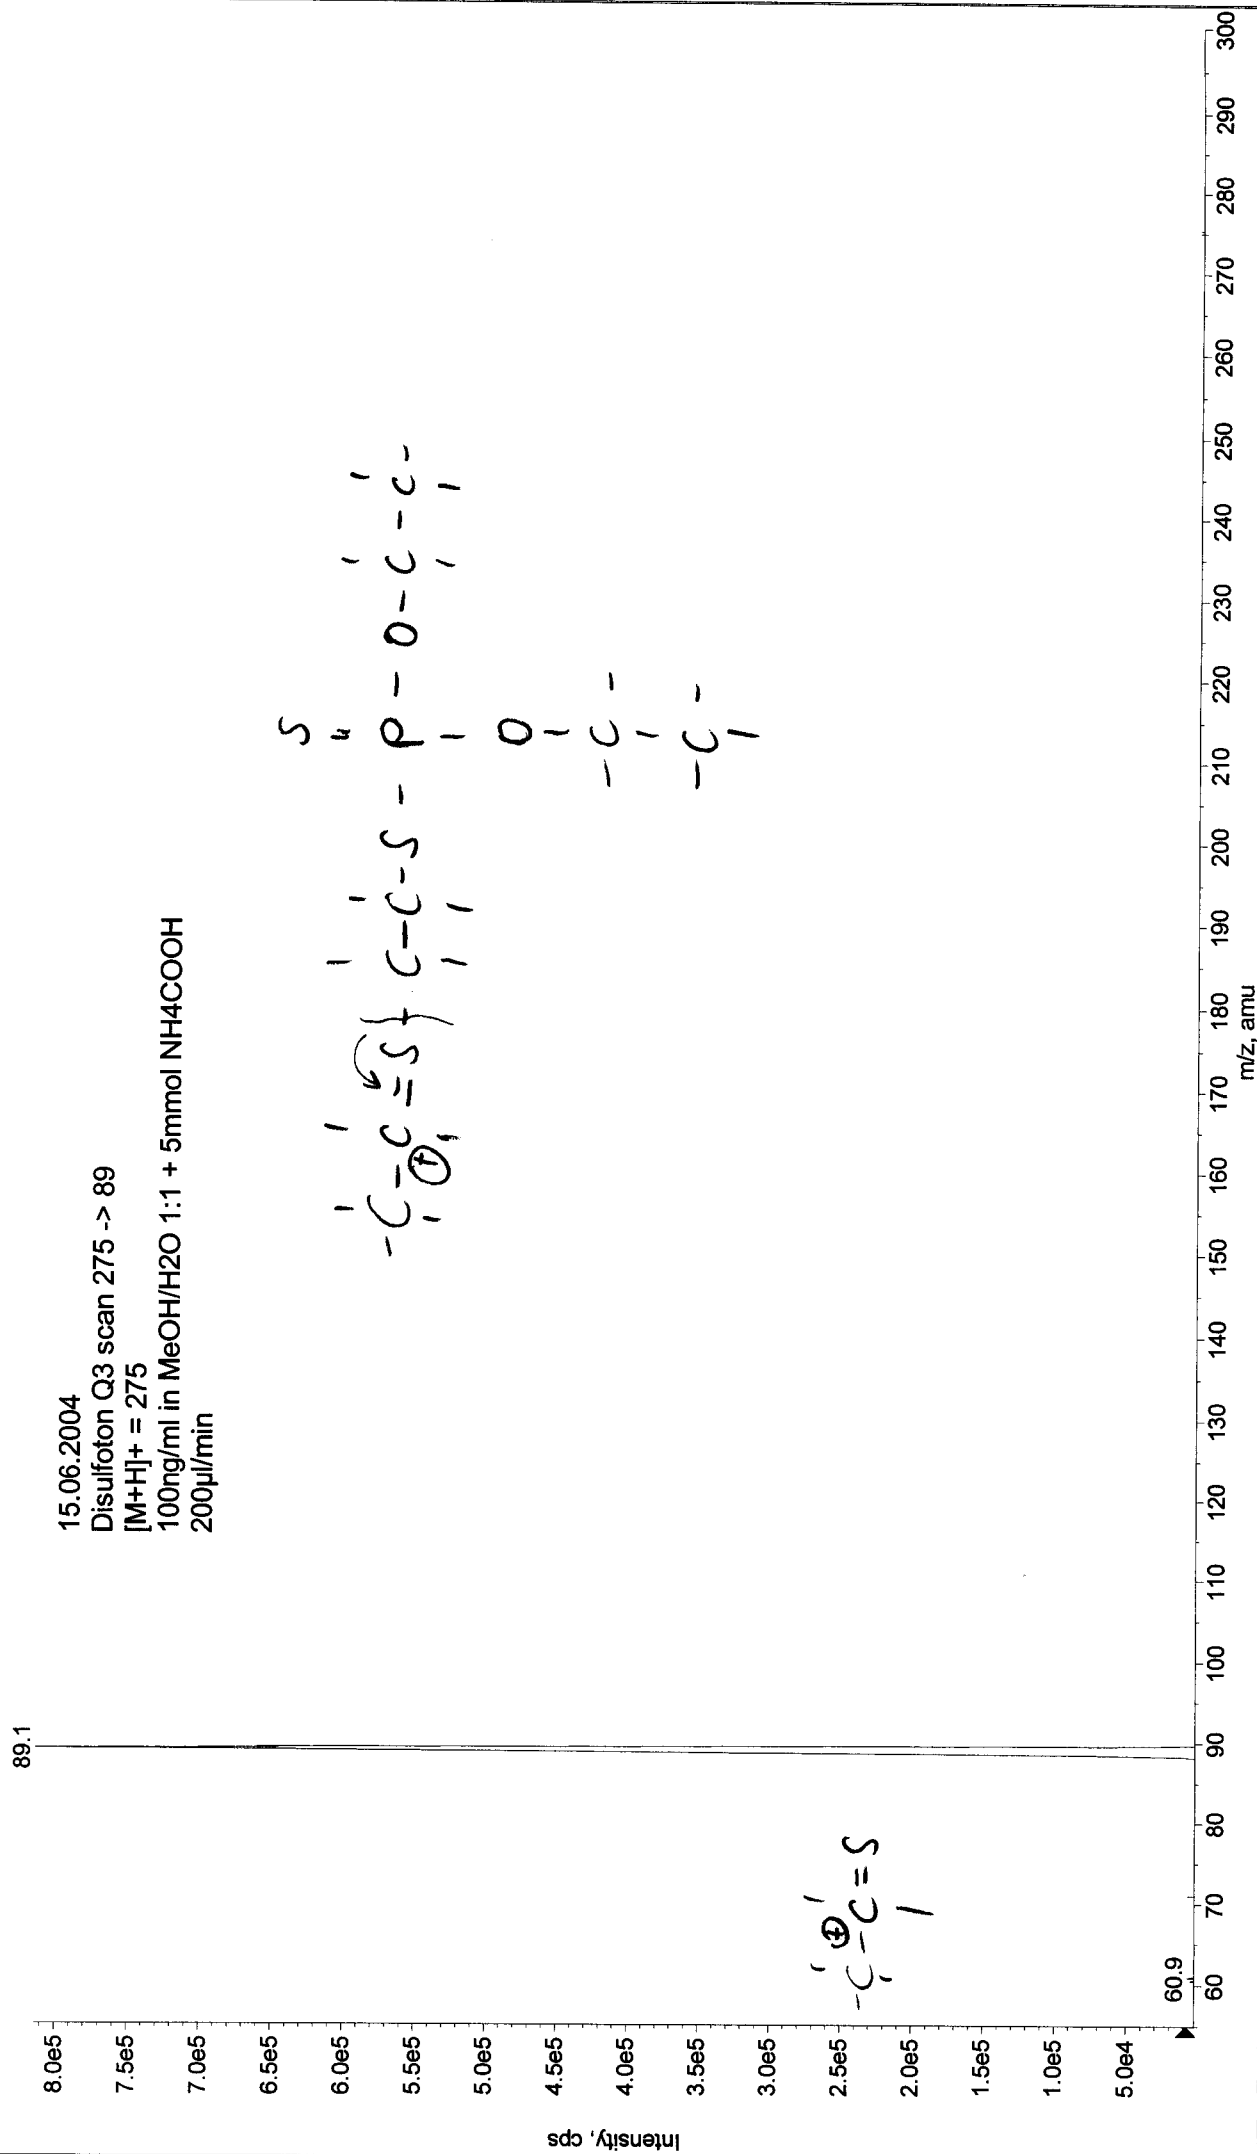 15.06.2004
Disulfoton Q3 scan 275 -> 89
[M+H]+ = 275
100ng/ml in MeOH/H2O 1:1 + 5mmol NH4COOH
200µl/min
89.1
60.9
8.0e5
7.5e5
7.0e5
6.5e5
6.0e5
5.5e5
5.0e5
4.5e5
4.0e5
3.5e5
3.0e5
2.5e5
2.0e5
1.5e5
1.0e5
5.0e4
Intensity, cps
S
-C-C=S-C-C-S-P-O-C-C-
+
O
-C-
-C-
+
-C-C=S
60 70 80 90 100 110 120 130 140 150 160 170 180 190 200 210 220 230 240 250 260 270 280 290 300
m/z, amu